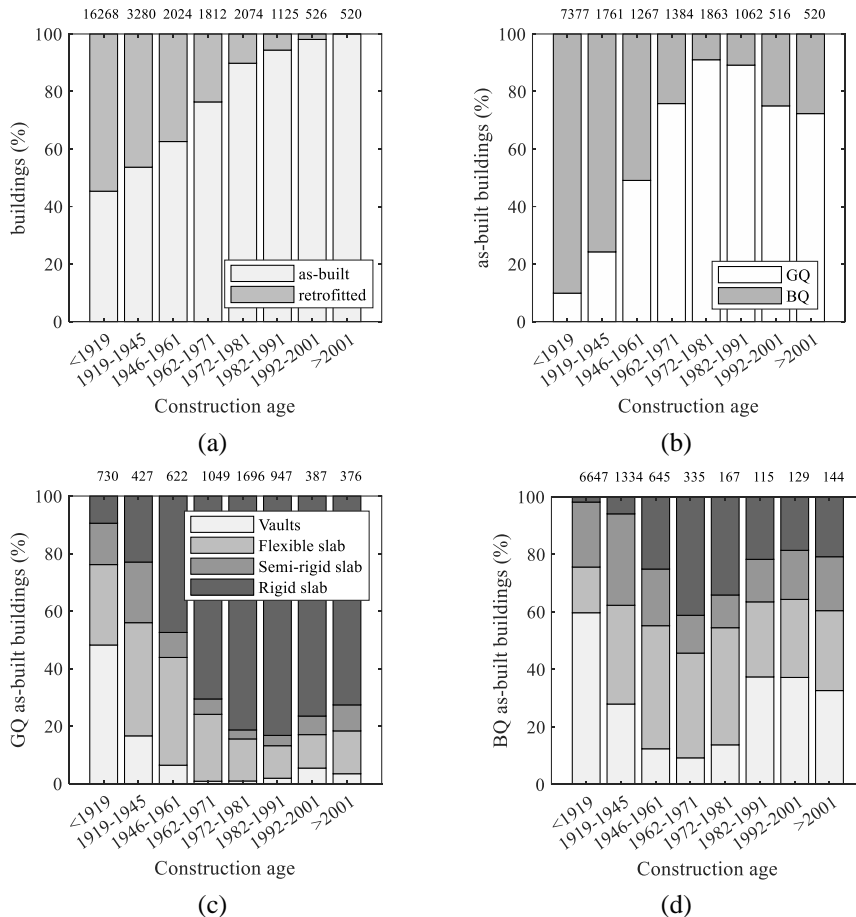 16268 3280 2024 1812 2074 1125 526 520
100
80
60
40
20
0
buildings (%)
as-built
retrofitted
<1919
1919-1945
1946-1961
1962-1971
1972-1981
1982-1991
1992-2001
>2001
Construction age
(a)
7377 1761 1267 1384 1863 1062 516 520
100
80
60
40
20
0
as-built buildings (%)
GQ
BQ
<1919
1919-1945
1946-1961
1962-1971
1972-1981
1982-1991
1992-2001
>2001
Construction age
(b)
730 427 622 1049 1696 947 387 376
100
80
60
40
20
0
GQ as-built buildings (%)
Vaults
Flexible slab
Semi-rigid slab
Rigid slab
<1919
1919-1945
1946-1961
1962-1971
1972-1981
1982-1991
1992-2001
>2001
Construction age
(c)
6647 1334 645 335 167 115 129 144
100
80
60
40
20
0
BQ as-built buildings (%)
<1919
1919-1945
1946-1961
1962-1971
1972-1981
1982-1991
1992-2001
>2001
Construction age
(d)